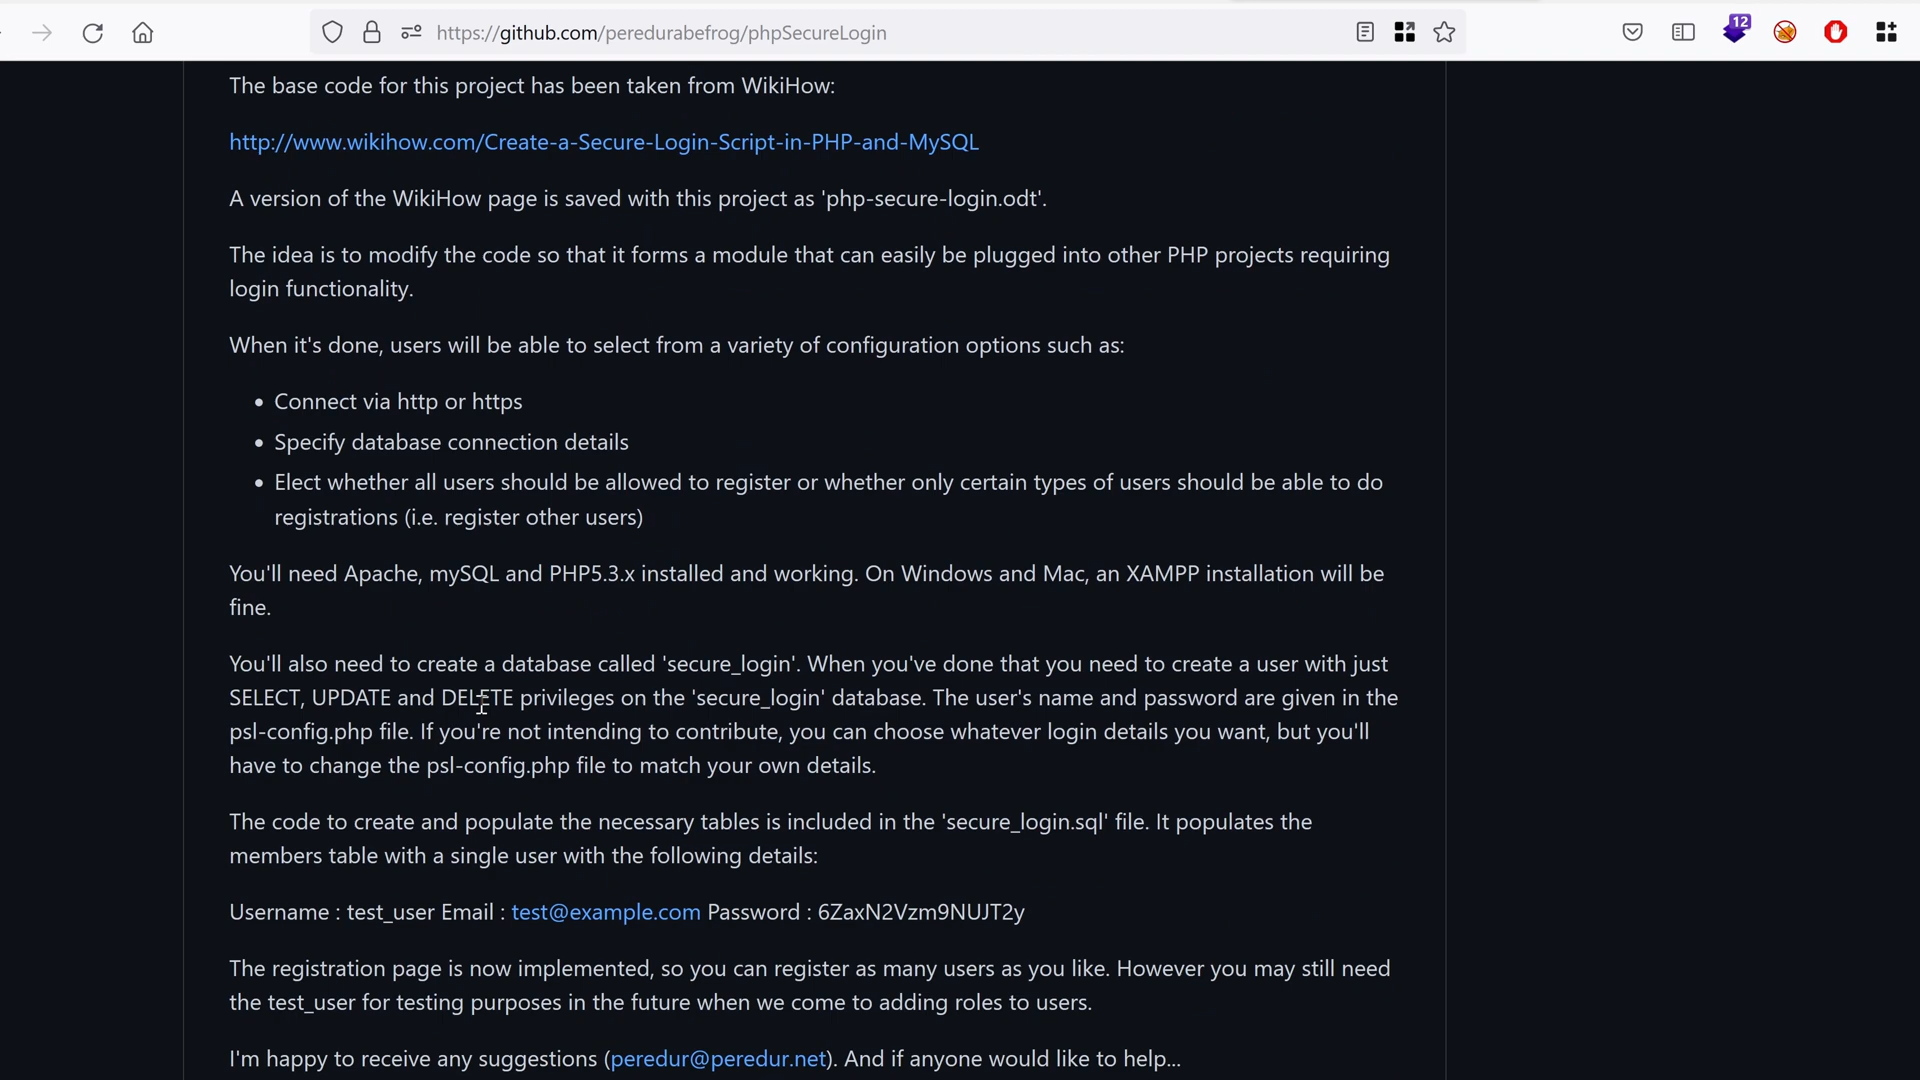 https://github.com/peredurabefrog/phpSecureLogin
12
The base code for this project has been taken from WikiHow:
http://www.wikihow.com/Create-a-Secure-Login-Script-in-PHP-and-MySQL
A version of the WikiHow page is saved with this project as 'php-secure-login.odt'.
The idea is to modify the code so that it forms a module that can easily be plugged into other PHP projects requiring
login functionality.
When it's done, users will be able to select from a variety of configuration options such as:
• Connect via http or https
• Specify database connection details
• Elect whether all users should be allowed to register or whether only certain types of users should be able to do
registrations (i.e. register other users)
You'll need Apache, mySQL and PHP5.3.x installed and working. On Windows and Mac, an XAMPP installation will be
fine.
You'll also need to create a database called 'secure_login'. When you've done that you need to create a user with just
SELECT, UPDATE and DELETE privileges on the 'secure_login' database. The user's name and password are given in the
psl-config.php file. If you're not intending to contribute, you can choose whatever login details you want, but you'll
have to change the psl-config.php file to match your own details.
The code to create and populate the necessary tables is included in the 'secure_login.sql' file. It populates the
members table with a single user with the following details:
Username : test_user Email : test@example.com Password : 6ZaxN2Vzm9NUJT2y
The registration page is now implemented, so you can register as many users as you like. However you may still need
the test_user for testing purposes in the future when we come to adding roles to users.
I'm happy to receive any suggestions (peredur@peredur.net). And if anyone would like to help...